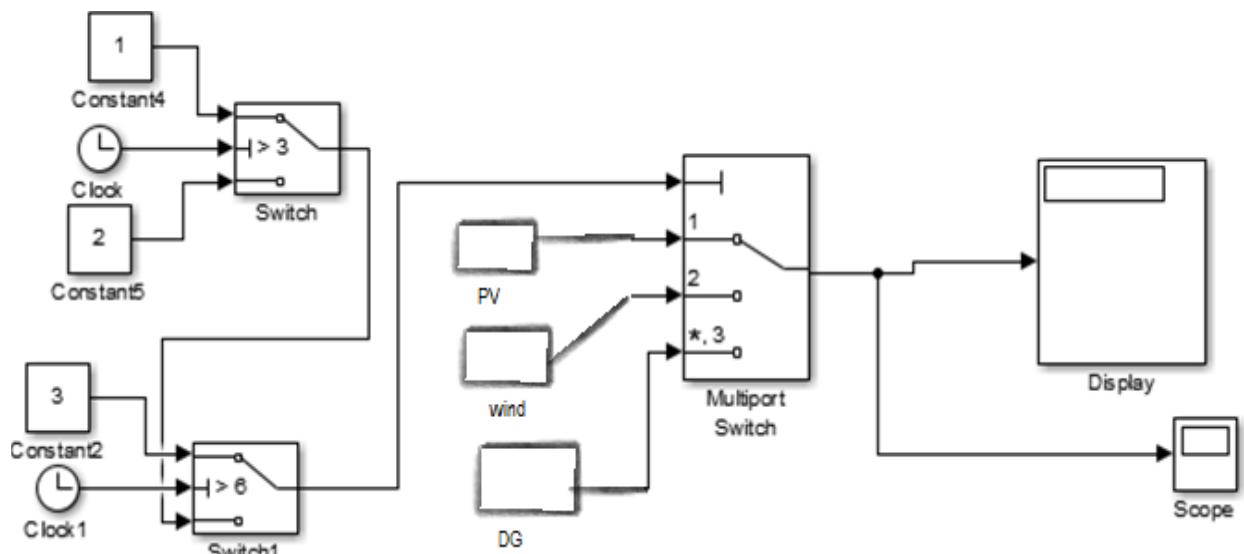 1
Constant4
> 3
Clock
Switch
2
Constant5
3
Constant2
> 6
Clock1
Switch1
PV
wind
DG
1
2
*, 3
Multiport
Switch
Display
Scope